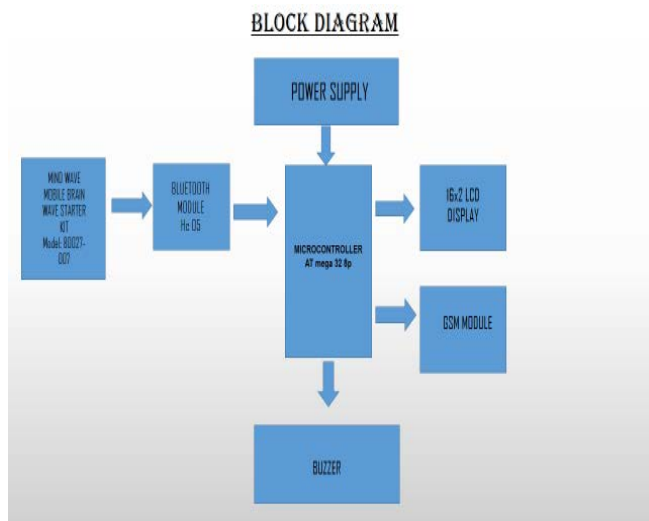 BLOCK DIAGRAM
POWER SUPPLY
MIND WAVE
MOBILE BRAIN
WAVE STARTER
KIT
Model: 80027-
007
BLUETOOTH
MODULE
Hc 05
MICROCONTROLLER
AT mega 32 8p
16x2 LCD
DISPLAY
GSM MODULE
BUZZER